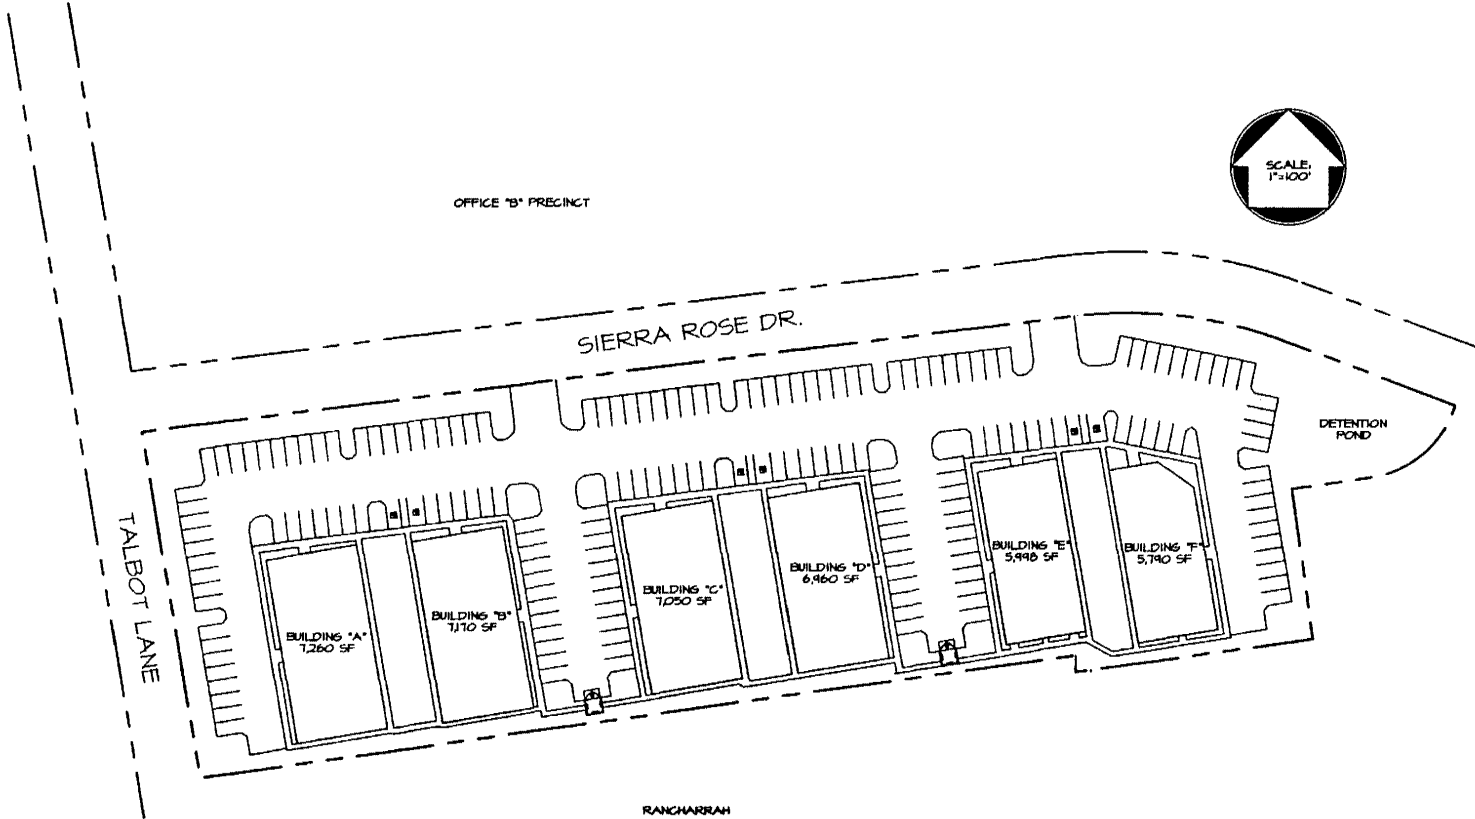 SCALE:
1"=100'
OFFICE "B" PRECINCT
SIERRA ROSE DR.
DETENTION
POND
TALBOT LANE
BUILDING "A"
7,260 SF
BUILDING "B"
7,170 SF
BUILDING "C"
7,050 SF
BUILDING "D"
6,960 SF
BUILDING "E"
5,998 SF
BUILDING "F"
5,790 SF
RANCHARRAH